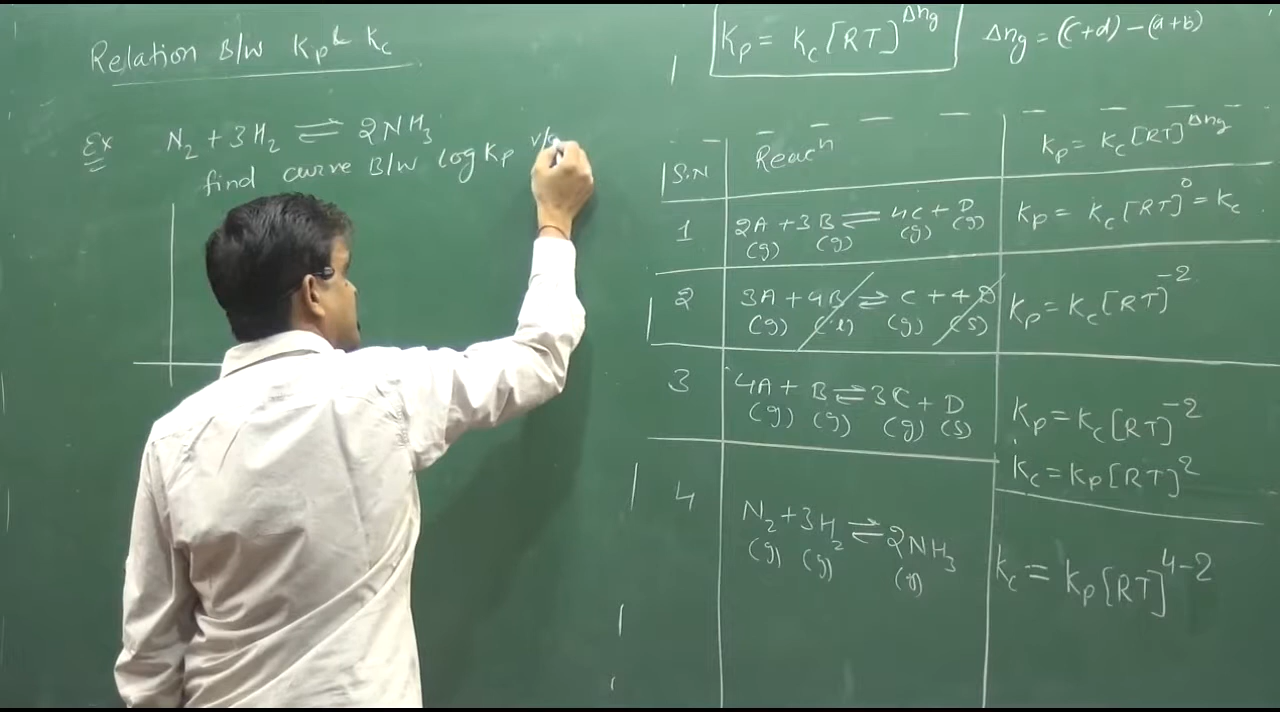 Relation B/W Kp & Kc
Ex N₂ + 3H₂ ⇌ 2NH₃
find curve B/W log Kp v/s
Kp = Kc [RT]^Δng
Δng = (c+d) − (a+b)
S.N Reacⁿ Kp = Kc [RT]^Δng
1 2A + 3B ⇌ 4C + D Kp = Kc [RT]⁰ = Kc
(g) (g) (g) (g)
2 3A + 4B ⇌ C + 4D Kp = Kc [RT]⁻²
(g) (l) (g) (s)
3 4A + B ⇌ 3C + D Kp = Kc [RT]⁻²
(g) (g) (g) (s)
Kc = Kp [RT]²
4 N₂ + 3H₂ ⇌ 2NH₃ Kc = Kp [RT]⁴⁻²
(g) (g) (g)